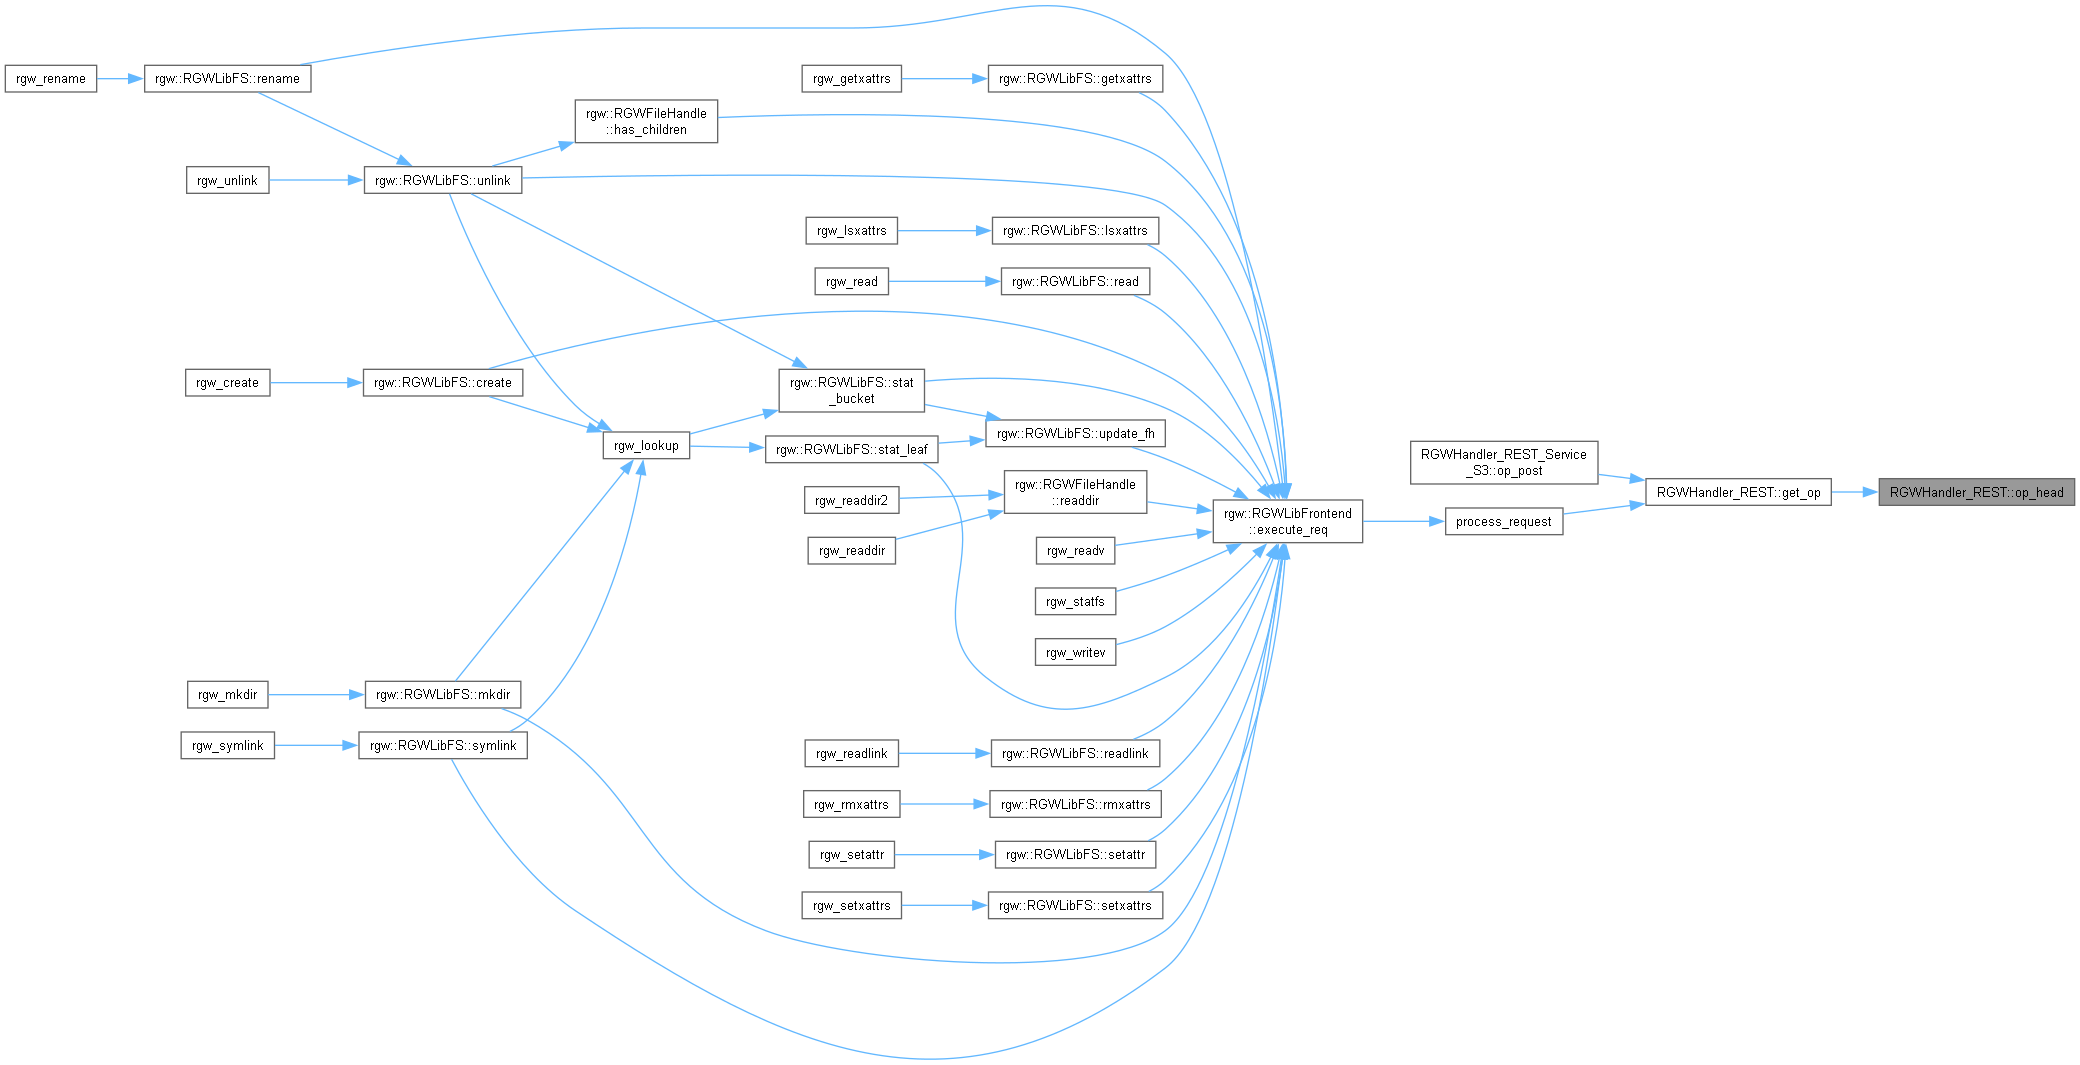 rgw_rename
rgw::RGWLibFS::rename
rgw_getxattrs
rgw::RGWLibFS::getxattrs
rgw::RGWFileHandle
::has_children
rgw_unlink
rgw::RGWLibFS::unlink
rgw_lsxattrs
rgw::RGWLibFS::lsxattrs
rgw_read
rgw::RGWLibFS::read
rgw_create
rgw::RGWLibFS::create
rgw::RGWLibFS::stat
_bucket
rgw::RGWLibFS::update_fh
rgw_lookup
rgw::RGWLibFS::stat_leaf
RGWHandler_REST_Service
_S3::op_post
rgw_readdir2
rgw::RGWFileHandle
::readdir
RGWHandler_REST::get_op
RGWHandler_REST::op_head
rgw::RGWLibFrontend
::execute_req
process_request
rgw_readdir
rgw_readv
rgw_statfs
rgw_writev
rgw_mkdir
rgw::RGWLibFS::mkdir
rgw_symlink
rgw::RGWLibFS::symlink
rgw_readlink
rgw::RGWLibFS::readlink
rgw_rmxattrs
rgw::RGWLibFS::rmxattrs
rgw_setattr
rgw::RGWLibFS::setattr
rgw_setxattrs
rgw::RGWLibFS::setxattrs